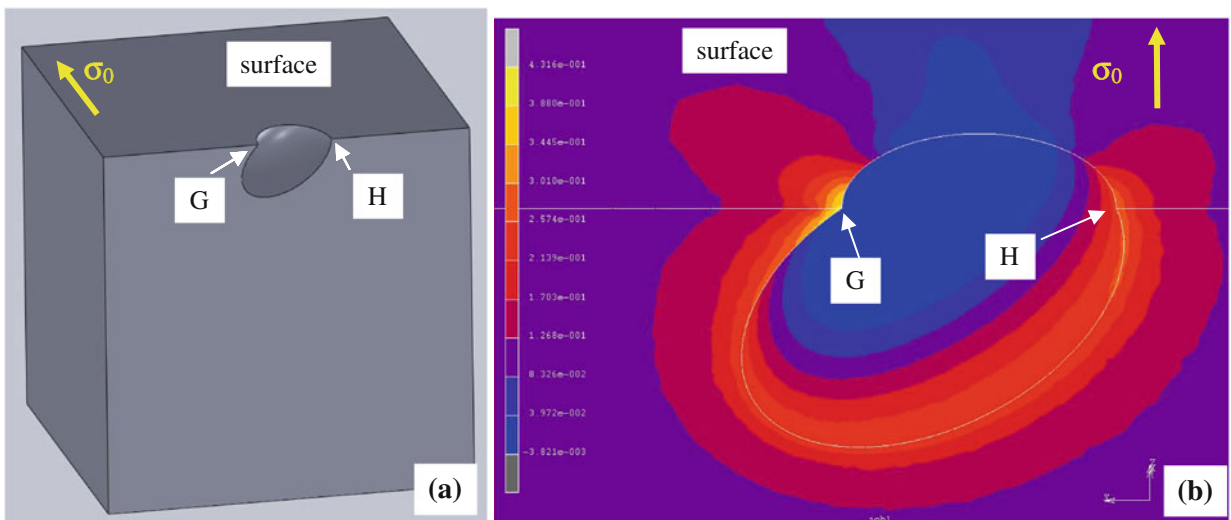 σ₀
surface
G
H
(a)
surface
σ₀
4.316e-001
3.880e-001
3.445e-001
3.010e-001
2.574e-001
2.139e-001
1.703e-001
1.268e-001
8.326e-002
3.972e-002
-3.821e-003
G
H
Z
(b)